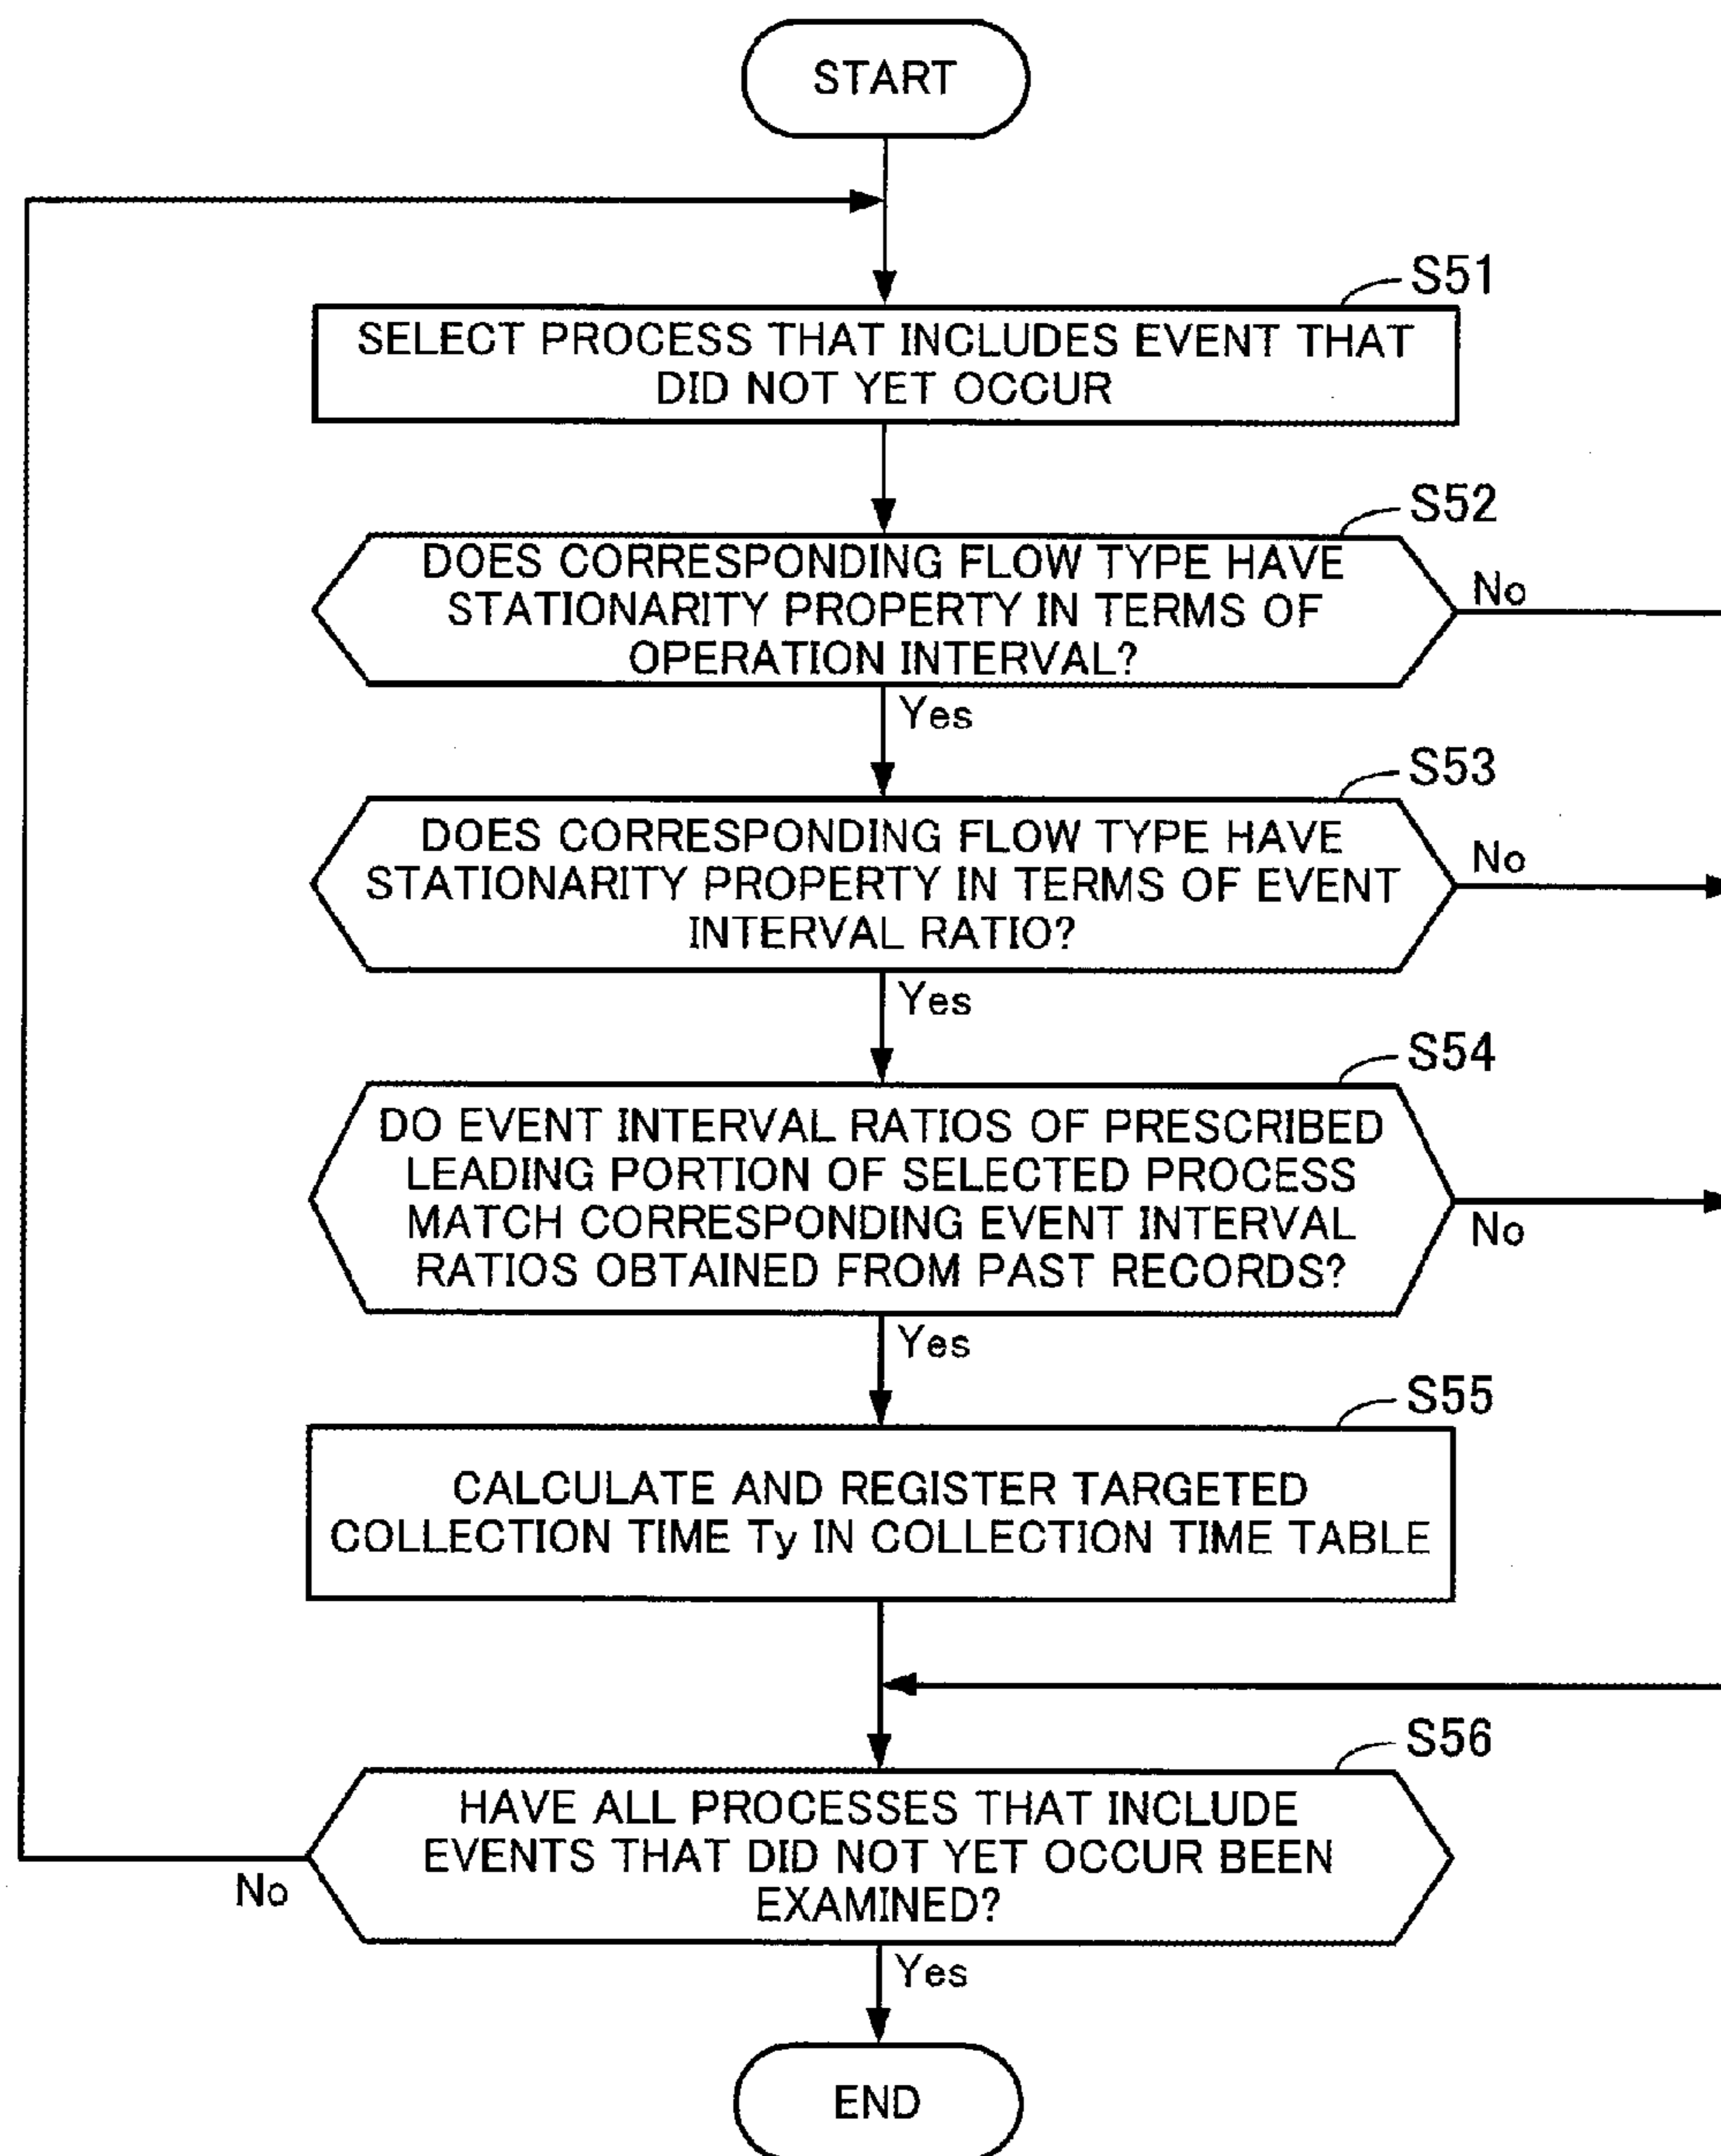 START
S51
SELECT PROCESS THAT INCLUDES EVENT THAT
DID NOT YET OCCUR
S52
DOES CORRESPONDING FLOW TYPE HAVE
STATIONARITY PROPERTY IN TERMS OF
OPERATION INTERVAL?
No
Yes
S53
DOES CORRESPONDING FLOW TYPE HAVE
STATIONARITY PROPERTY IN TERMS OF EVENT
INTERVAL RATIO?
No
Yes
S54
DO EVENT INTERVAL RATIOS OF PRESCRIBED
LEADING PORTION OF SELECTED PROCESS
MATCH CORRESPONDING EVENT INTERVAL
RATIOS OBTAINED FROM PAST RECORDS?
No
Yes
S55
CALCULATE AND REGISTER TARGETED
COLLECTION TIME Ty IN COLLECTION TIME TABLE
S56
HAVE ALL PROCESSES THAT INCLUDE
EVENTS THAT DID NOT YET OCCUR BEEN
EXAMINED?
No
Yes
END